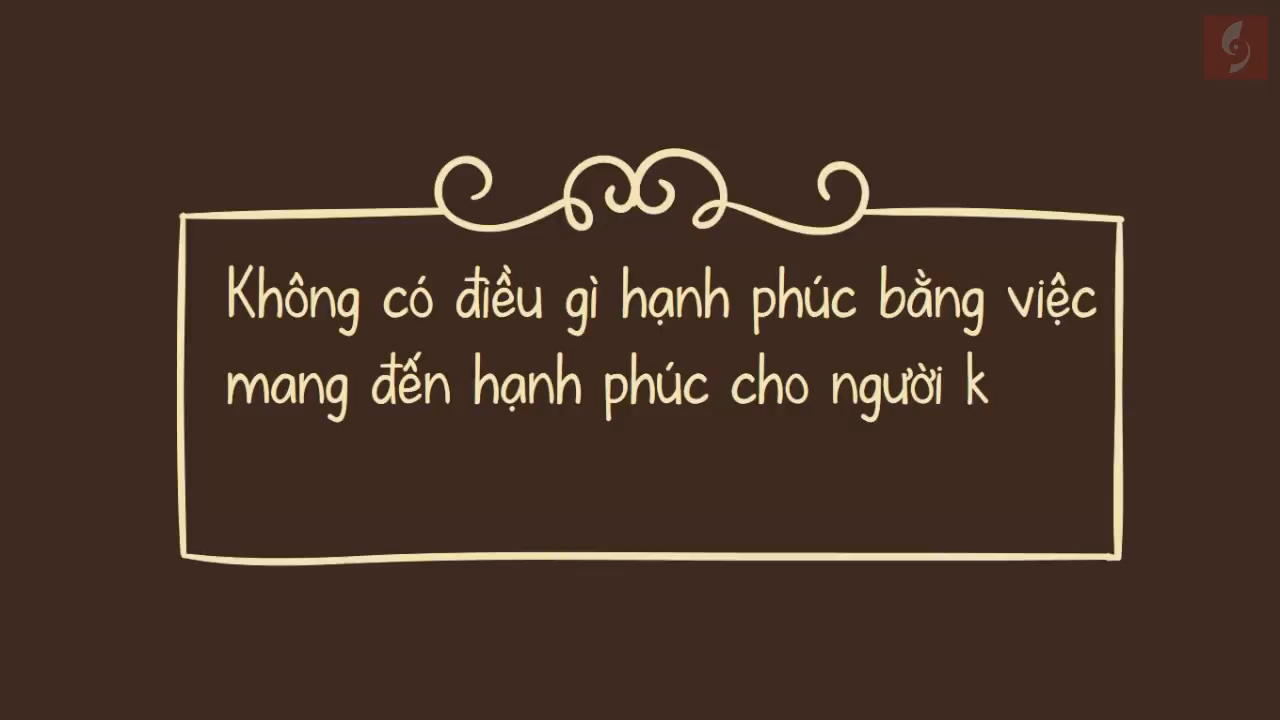 Không có điều gì hạnh phúc bằng việc
mang đến hạnh phúc cho người k